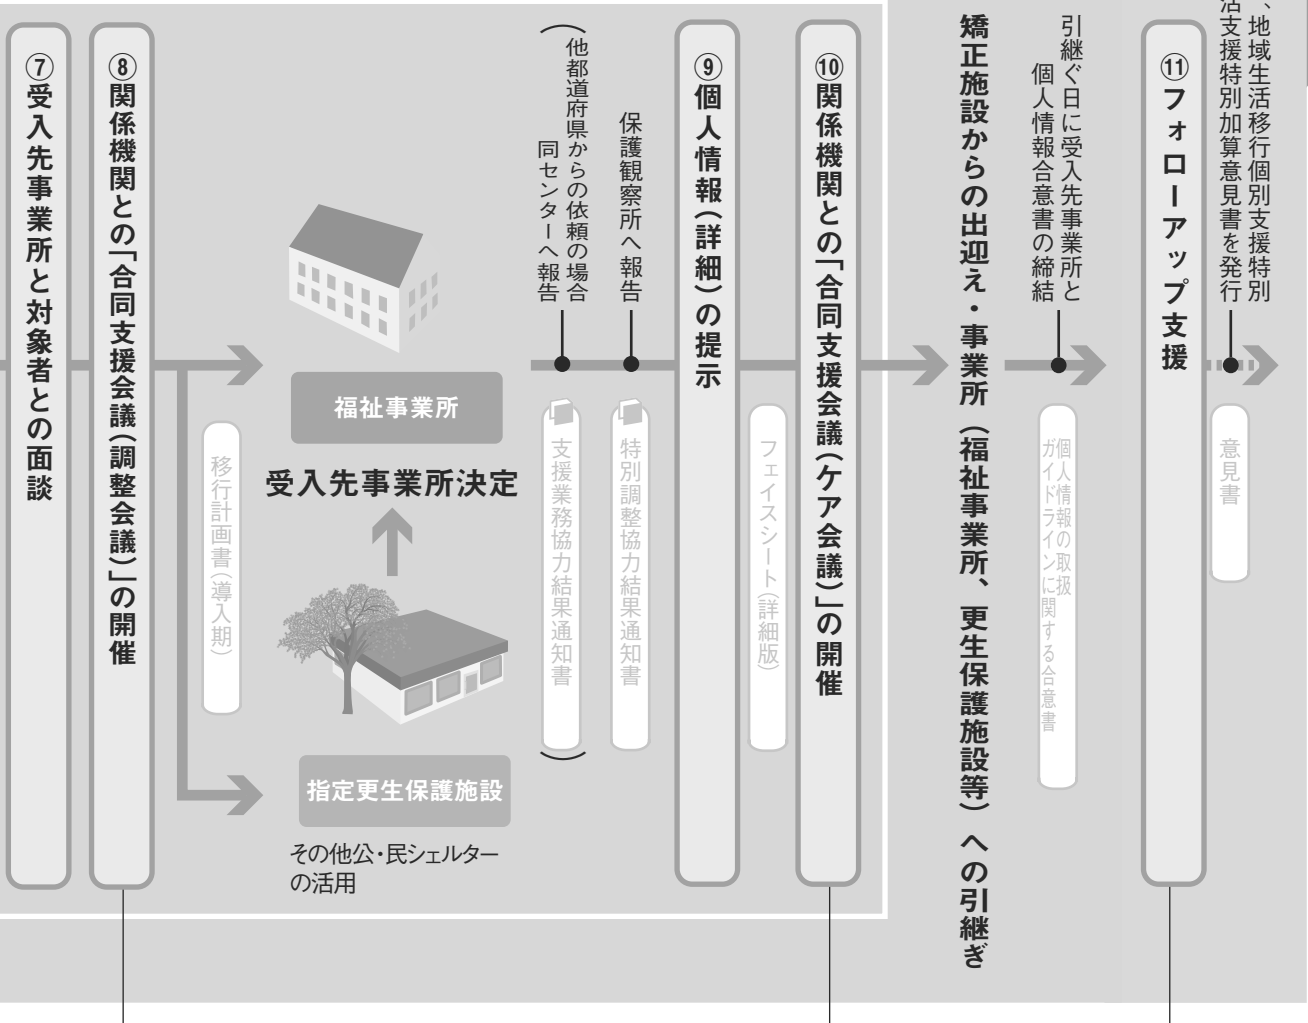 ⑦受入先事業所と対象者との面談
⑧関係機関との「合同支援会議（調整会議）」の開催
移行計画書（導入期）
福祉事業所
受入先事業所決定
指定更生保護施設
その他公・民シェルター
の活用
（他都道府県からの依頼の場合
同センターへ報告
支援業務協力結果通知書）
保護観察所へ報告
特別調整協力結果通知書
⑨個人情報（詳細）の提示
フェイスシート（詳細版）
⑩関係機関との「合同支援会議（ケア会議）」の開催
矯正施設からの出迎え・事業所（福祉事業所、更生保護施設等）への引継ぎ
引継ぐ日に受入先事業所と
個人情報合意書の締結
個人情報の取扱
ガイドラインに関する合意書
⑪フォローアップ支援
、地域生活移行個別支援特別
活支援特別加算意見書を発行
意見書